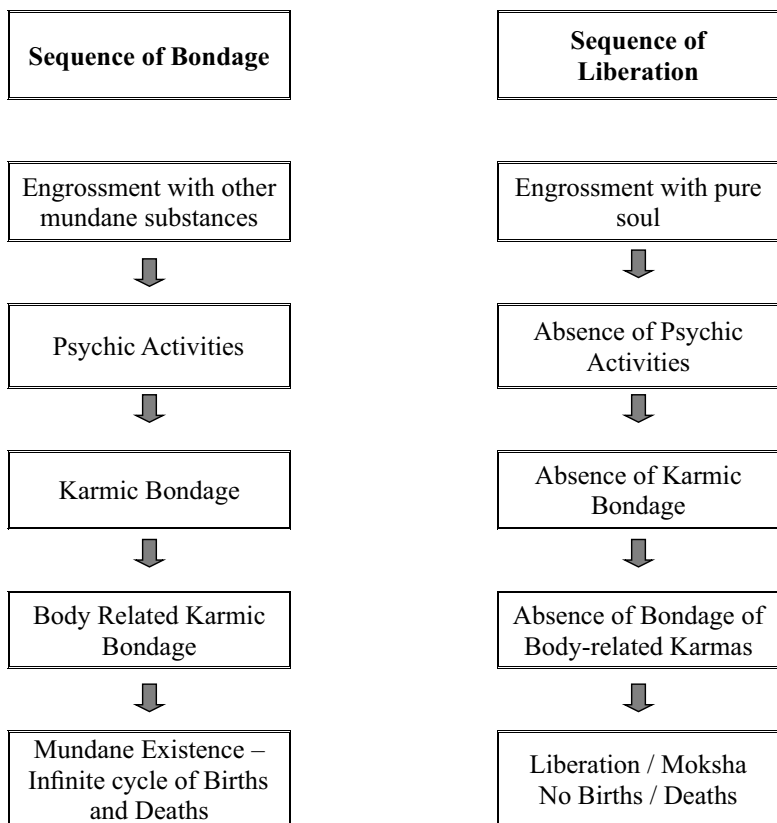 Sequence of Bondage
Engrossment with other
mundane substances
Psychic Activities
Karmic Bondage
Body Related Karmic
Bondage
Mundane Existence –
Infinite cycle of Births
and Deaths
Sequence of
Liberation
Engrossment with pure
soul
Absence of Psychic
Activities
Absence of Karmic
Bondage
Absence of Bondage of
Body-related Karmas
Liberation / Moksha
No Births / Deaths